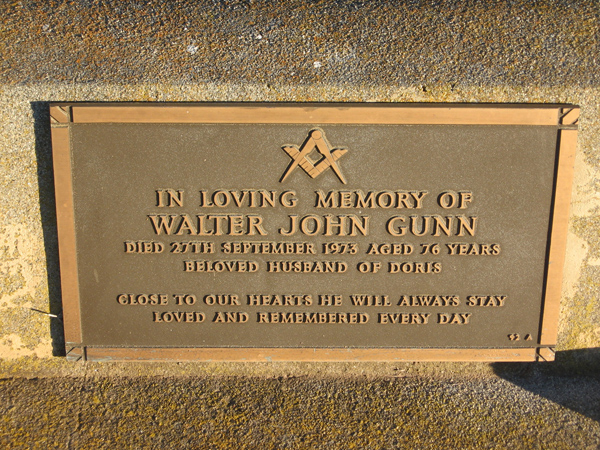 IN LOVING MEMORY OF
WALTER JOHN GUNN
DIED 27TH SEPTEMBER 1973 AGED 76 YEARS
BELOVED HUSBAND OF DORIS
CLOSE TO OUR HEARTS HE WILL ALWAYS STAY
LOVED AND REMEMBERED EVERY DAY